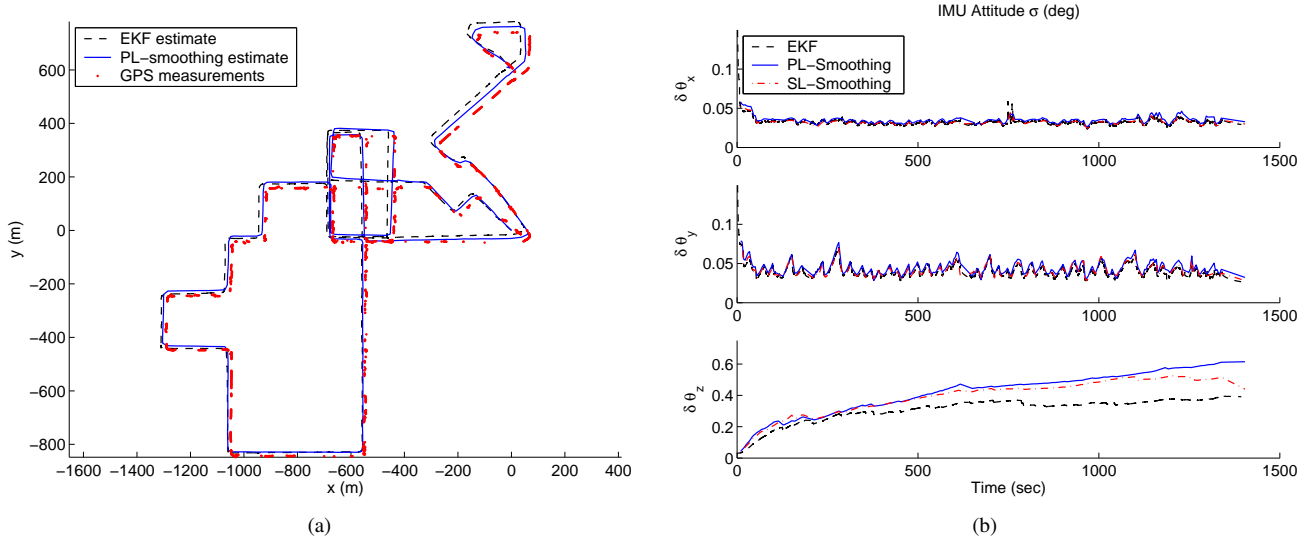 EKF estimate
PL−smoothing estimate
GPS measurements
600
400
200
0
−200
−400
−600
−800
y (m)
−1600 −1400 −1200 −1000 −800 −600 −400 −200 0 200 400
x (m)
(a)
IMU Attitude σ (deg)
EKF
PL−Smoothing
SL−Smoothing
0.1
0.05
0
δ θx
0 500 1000 1500
0.1
0.05
0
δ θy
0 500 1000 1500
0.6
0.4
0.2
0
δ θz
0 500 1000 1500
Time (sec)
(b)